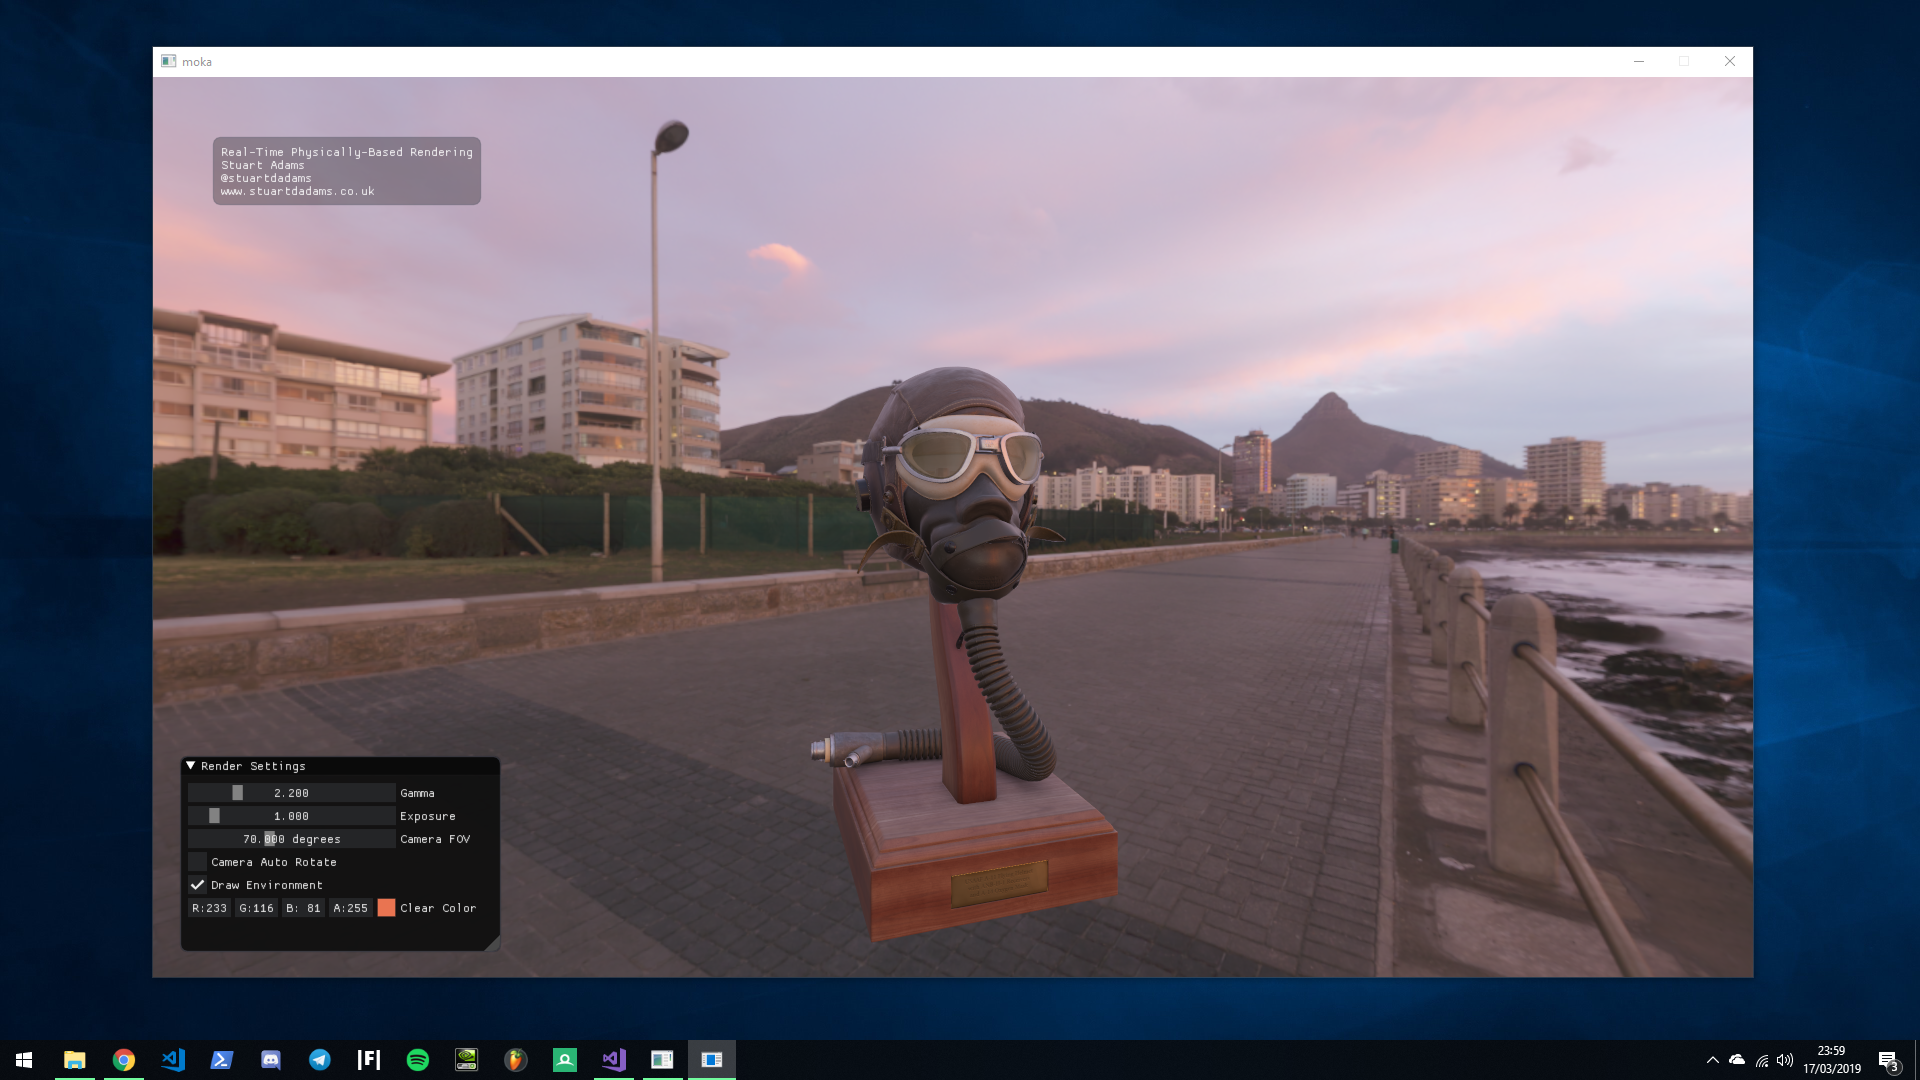 moka
Real-Time Physically-Based Rendering
Stuart Adams
@stuartdadams
www.stuartdadams.co.uk
Render Settings
2.200 Gamma
1.000 Exposure
70.000 degrees Camera FOV
Camera Auto Rotate
Draw Environment
R:233 G:116 B: 81 A:255 Clear Color
|F|
23:59
17/03/2019
3